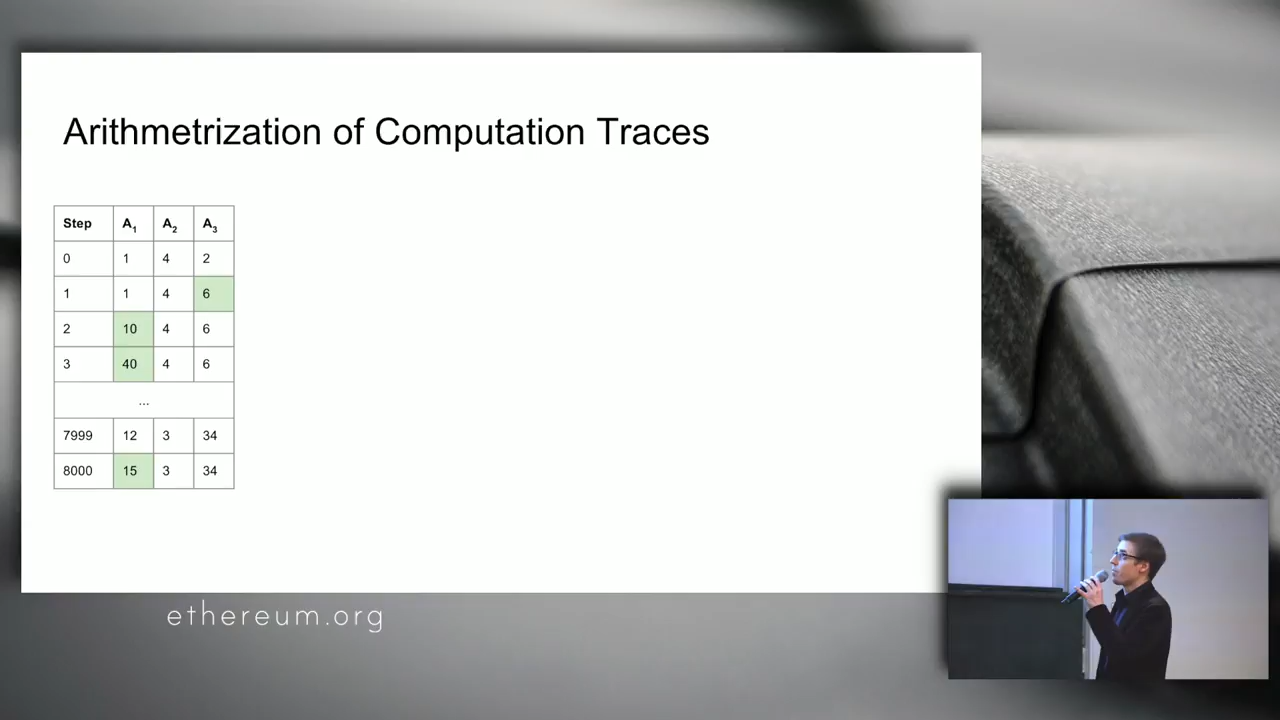 Arithmetrization of Computation Traces
Step A1 A2 A3
0 1 4 2
1 1 4 6
2 10 4 6
3 40 4 6
...
7999 12 3 34
8000 15 3 34
ethereum.org